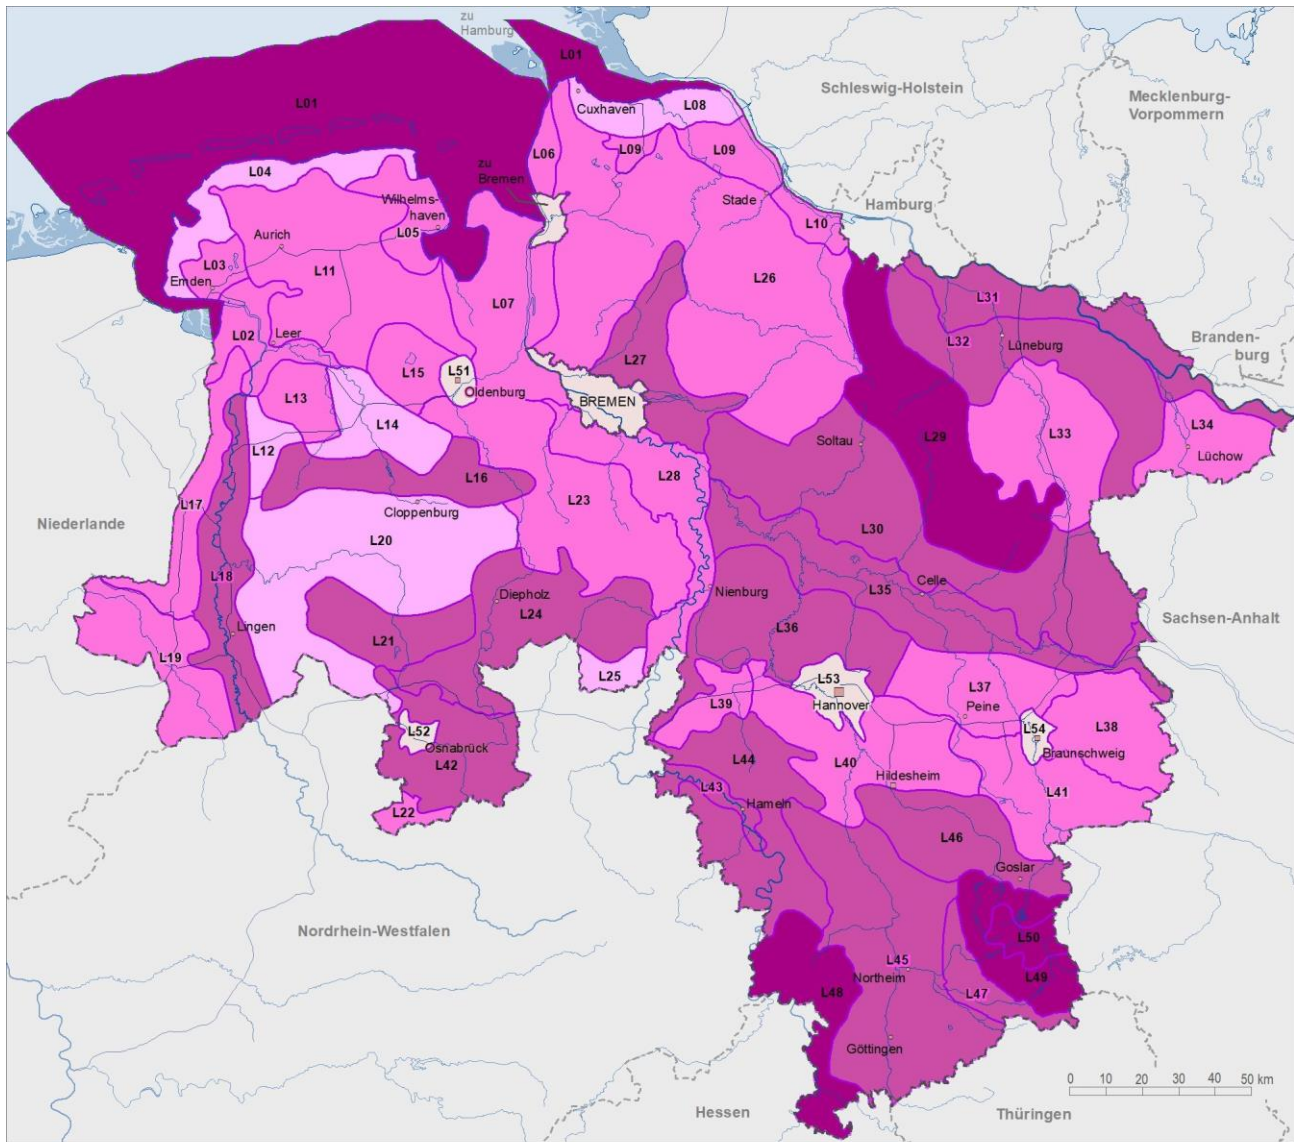 zu
Hamburg
L01
L01
Schleswig-Holstein
Mecklenburg-
Vorpommern
Cuxhaven
L08
L06
L09
L09
zu
Bremen
L04
Wilhelms-
haven
Stade
Hamburg
L10
Aurich
L05
L03
Emden
L11
L07
L26
L31
L02
Leer
L32
Lüneburg
Branden-
burg
L27
L15
L51
Oldenburg
BREMEN
L13
L14
L12
L29
L33
L34
Soltau
Lüchow
L16
L28
L23
L17
Cloppenburg
Niederlande
L20
L30
L18
Celle
L35
Diepholz
L24
Nienburg
Sachsen-Anhalt
Lingen
L21
L36
L19
L25
L53
Hannover
L37
Peine
L39
L52
Osnabrück
L54
Braunschweig
L38
L42
L44
L40
Hildesheim
L41
L43
Hameln
L22
L46
Goslar
Nordrhein-Westfalen
L50
L45
Northeim
L49
L48
L47
Göttingen
0 10 20 30 40 50 km
Hessen
Thüringen